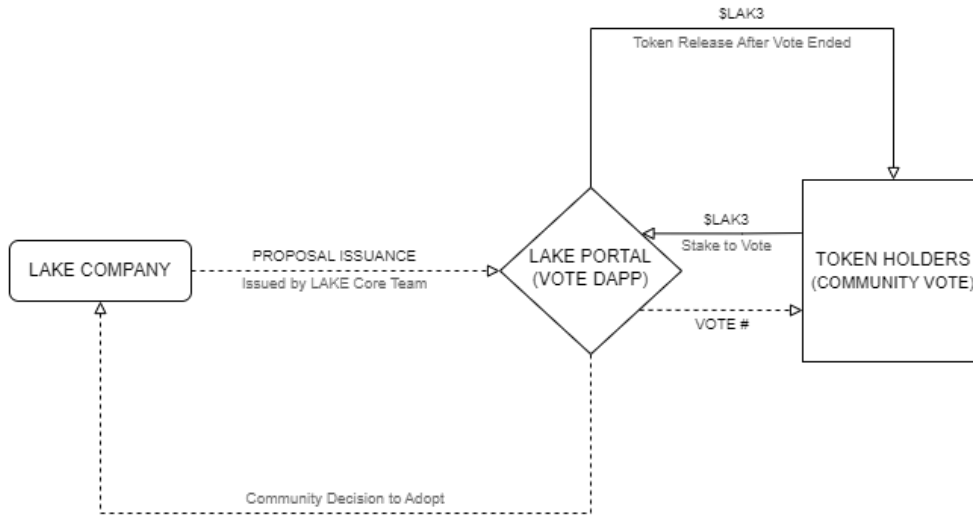 $LAK3
Token Release After Vote Ended
$LAK3
Stake to Vote
LAKE COMPANY
PROPOSAL ISSUANCE
Issued by LAKE Core Team
LAKE PORTAL
(VOTE DAPP)
TOKEN HOLDERS
(COMMUNITY VOTE)
VOTE #
Community Decision to Adopt